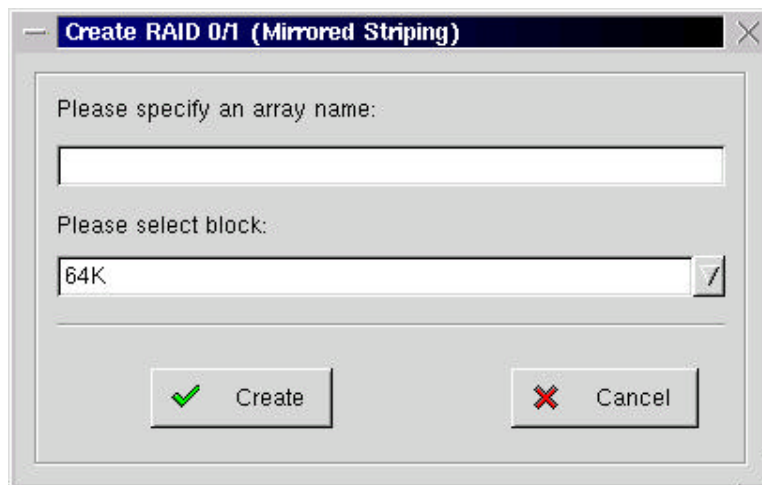 Create RAID 0/1 (Mirrored Striping)
Please specify an array name:
Please select block:
64K
Create
Cancel